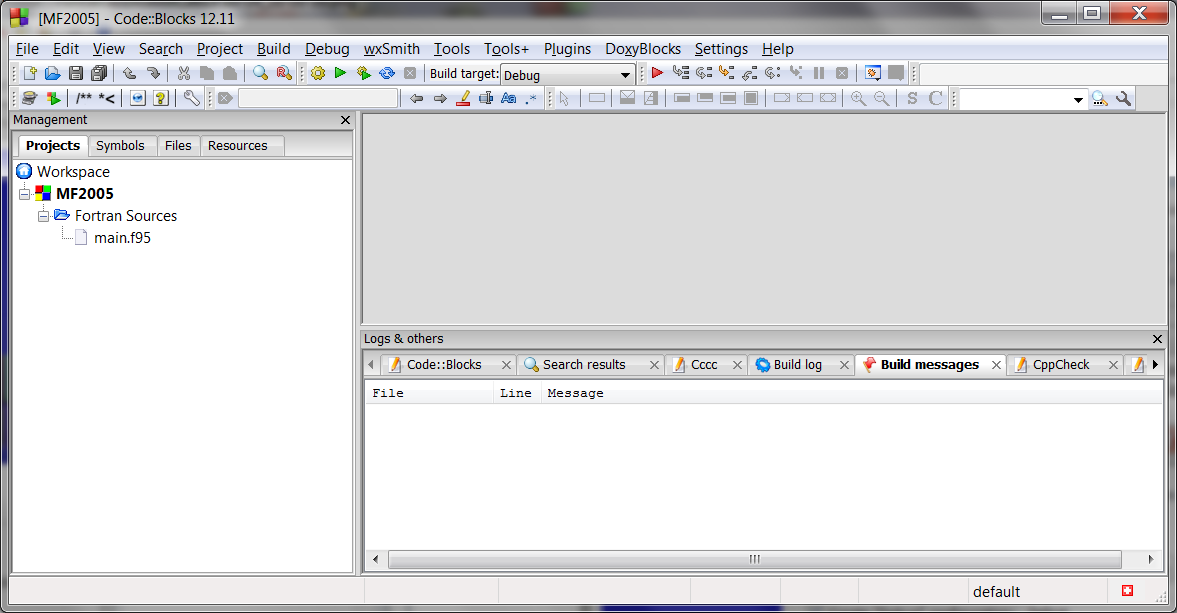 [MF2005] - Code::Blocks 12.11
File Edit View Search Project Build Debug wxSmith Tools Tools+ Plugins DoxyBlocks Settings Help
Build target: Debug
/** *< Aa .* S C
Management
Projects Symbols Files Resources
Workspace
MF2005
Fortran Sources
main.f95
Logs & others
Code::Blocks Search results Cccc Build log Build messages CppCheck
File Line Message
default